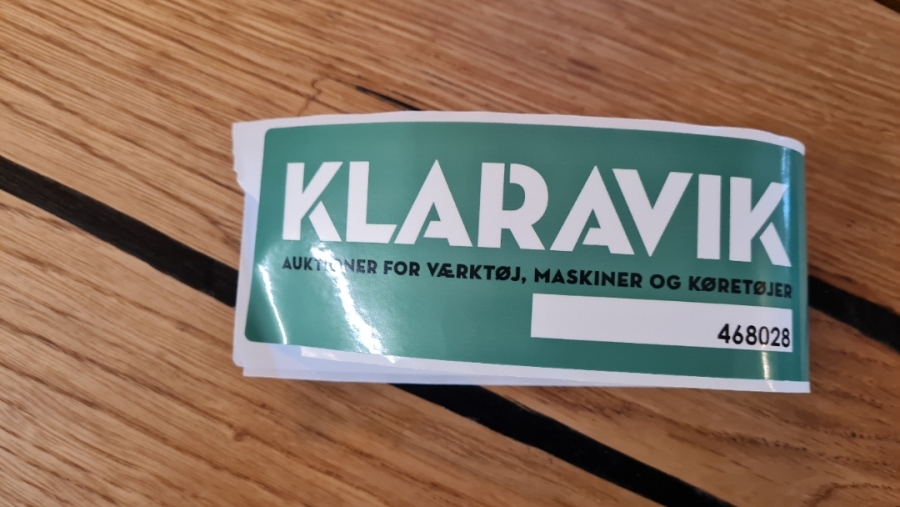 KLARAVIK
AUKTIONER FOR VÆRKTØJ, MASKINER OG KØRETØJER
468028